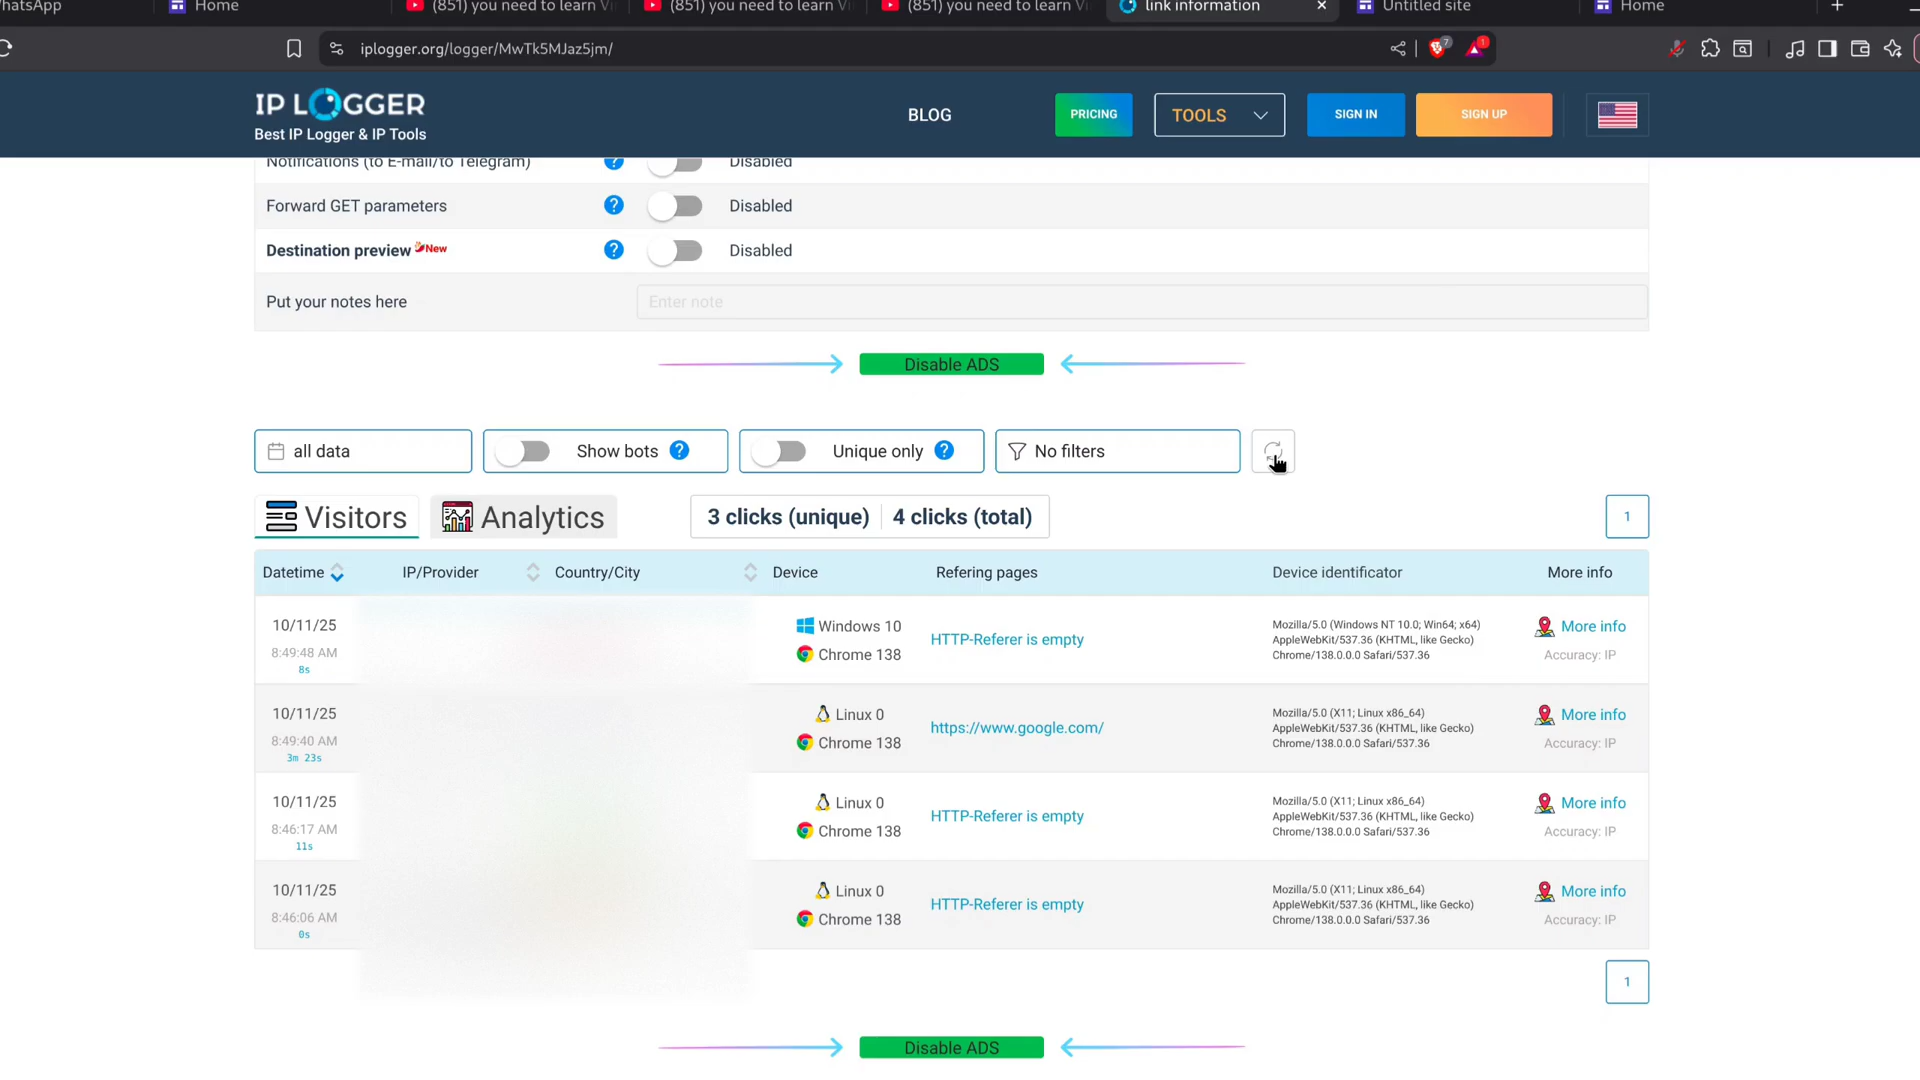 hatsApp
Home
(851) you need to learn Vi
(851) you need to learn Vi
(851) you need to learn Vi
link information
Untitled site
Home
iplogger.org/logger/MwTk5MJaz5jm/
7
1
IP LOGGER
Best IP Logger & IP Tools
BLOG
PRICING
TOOLS
SIGN IN
SIGN UP
Notifications (to E-mail/to Telegram)
?
Disabled
Forward GET parameters
?
Disabled
Destination preview New
?
Disabled
Put your notes here
Enter note
Disable ADS
all data
Show bots ?
Unique only ?
No filters
Visitors
Analytics
3 clicks (unique)
4 clicks (total)
1
Datetime
IP/Provider
Country/City
Device
Refering pages
Device identificator
More info
10/11/25
8:49:48 AM
8s
Windows 10
Chrome 138
HTTP-Referer is empty
Mozilla/5.0 (Windows NT 10.0; Win64; x64)
AppleWebKit/537.36 (KHTML, like Gecko)
Chrome/138.0.0.0 Safari/537.36
More info
Accuracy: IP
10/11/25
8:49:40 AM
3m 23s
Linux 0
Chrome 138
https://www.google.com/
Mozilla/5.0 (X11; Linux x86_64)
AppleWebKit/537.36 (KHTML, like Gecko)
Chrome/138.0.0.0 Safari/537.36
More info
Accuracy: IP
10/11/25
8:46:17 AM
11s
Linux 0
Chrome 138
HTTP-Referer is empty
Mozilla/5.0 (X11; Linux x86_64)
AppleWebKit/537.36 (KHTML, like Gecko)
Chrome/138.0.0.0 Safari/537.36
More info
Accuracy: IP
10/11/25
8:46:06 AM
0s
Linux 0
Chrome 138
HTTP-Referer is empty
Mozilla/5.0 (X11; Linux x86_64)
AppleWebKit/537.36 (KHTML, like Gecko)
Chrome/138.0.0.0 Safari/537.36
More info
Accuracy: IP
1
Disable ADS